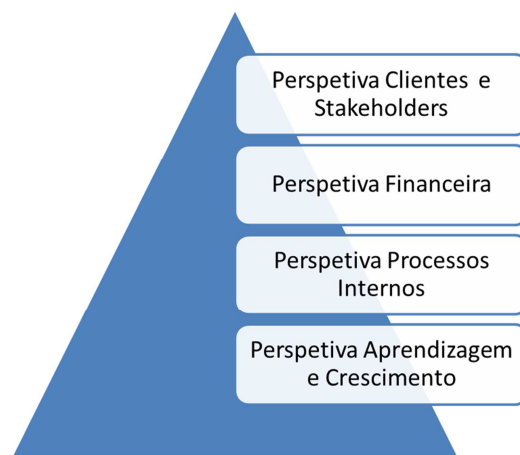 Perspetiva Clientes e
Stakeholders
Perspetiva Financeira
Perspetiva Processos
Internos
Perspetiva Aprendizagem
e Crescimento